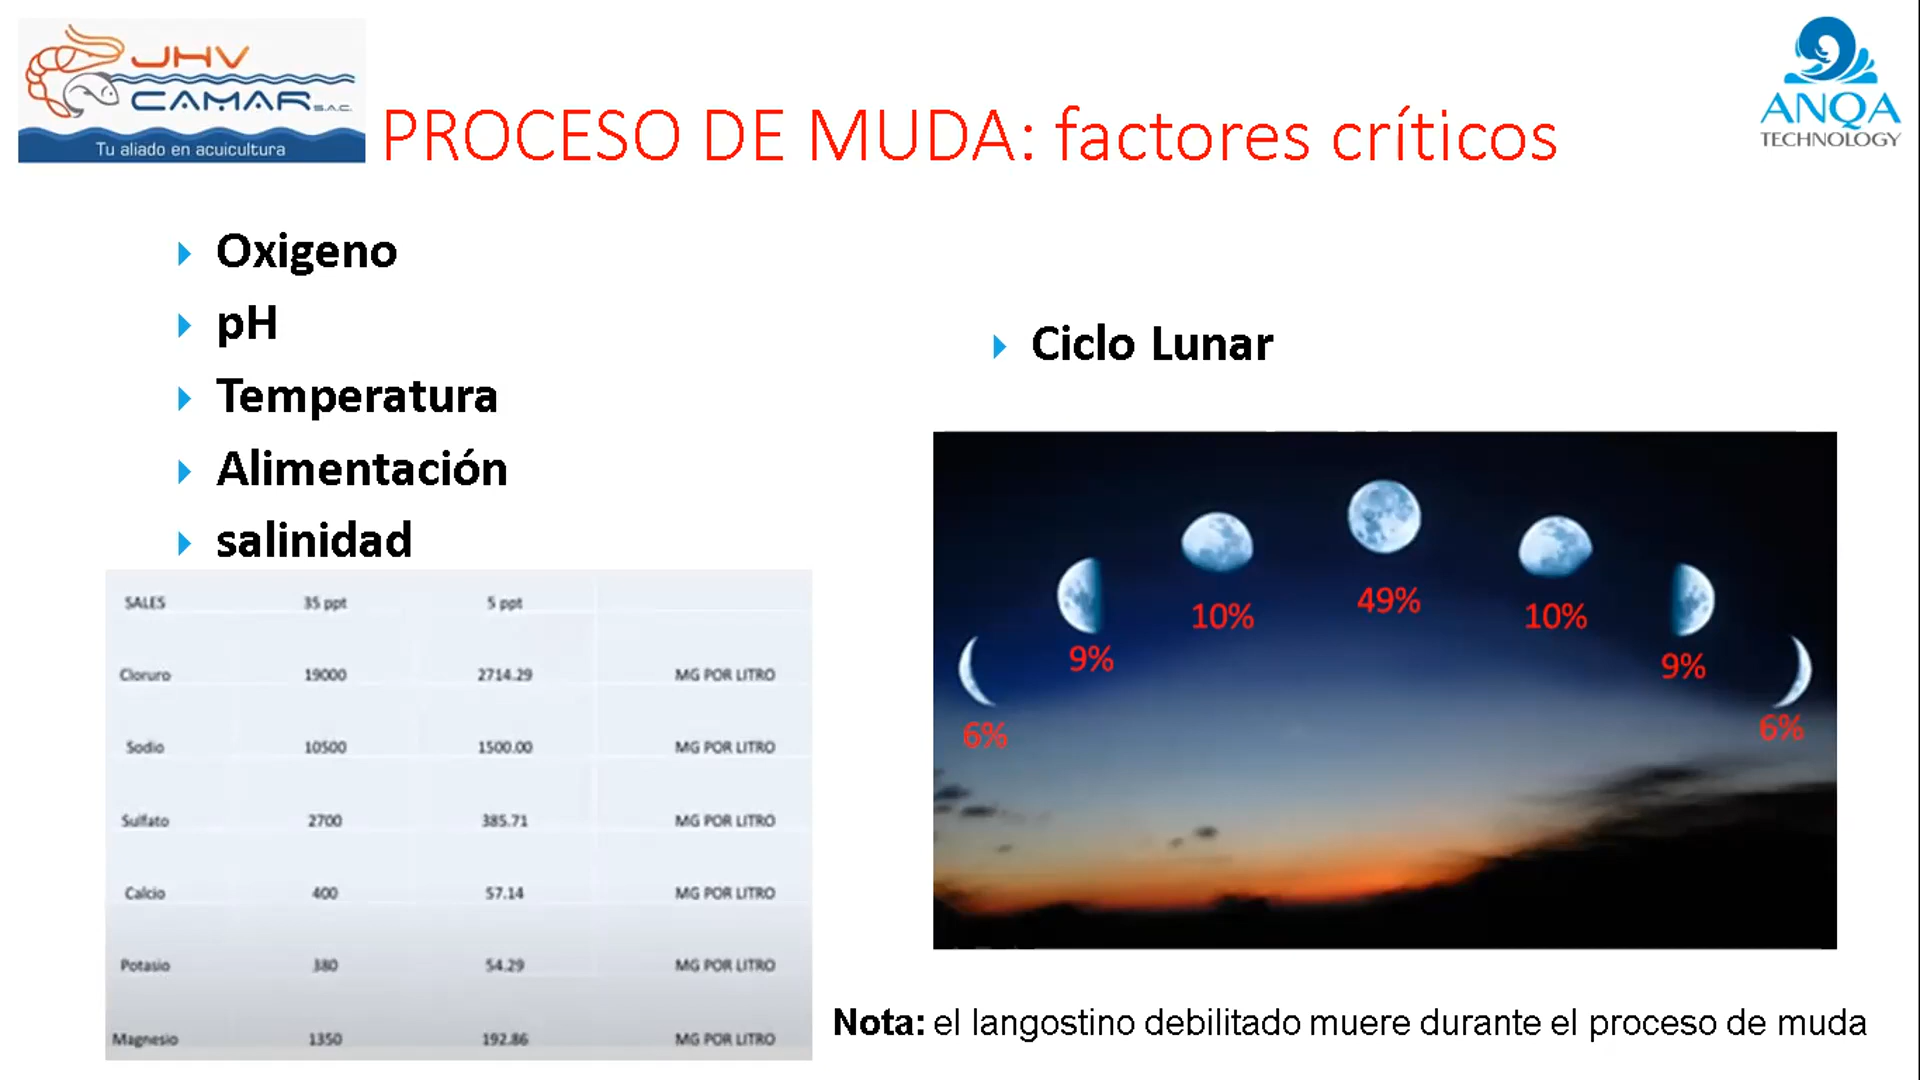 JHV
CAMAR S.A.C.
Tu aliado en acuicultura
PROCESO DE MUDA: factores críticos
ANQA
TECHNOLOGY
Oxigeno
pH
Temperatura
Alimentación
salinidad
SALES 35 ppt 5 ppt
Cloruro 19000 2714.29 MG POR LITRO
Sodio 10500 1500.00 MG POR LITRO
Sulfato 2700 385.71 MG POR LITRO
Calcio 400 57.14 MG POR LITRO
Potasio 380 54.29 MG POR LITRO
Magnesio 1350 192.86 MG POR LITRO
Ciclo Lunar
6% 9% 10% 49% 10% 9% 6%
Nota: el langostino debilitado muere durante el proceso de muda